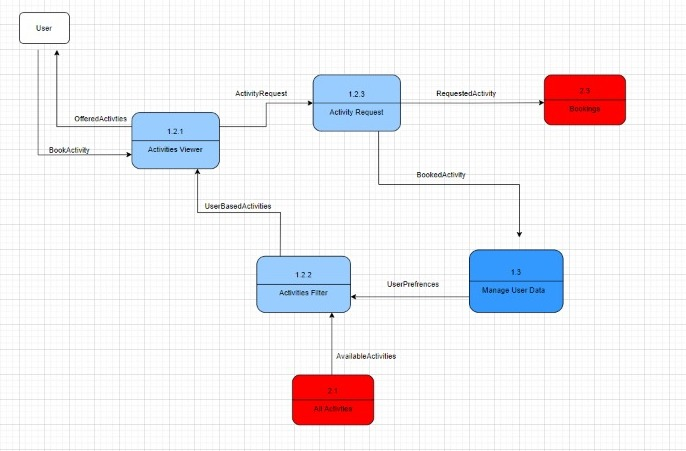 User
1.2.3
Activity Request
2.3
Bookings
ActivityRequest
RequestedActivity
OfferedActivties
1.2.1
Activities Viewer
BookActivity
BookedActivity
UserBasedActivities
1.2.2
Activities Filter
UserPrefrences
1.3
Manage User Data
AvailableActivities
2.1
All Activities